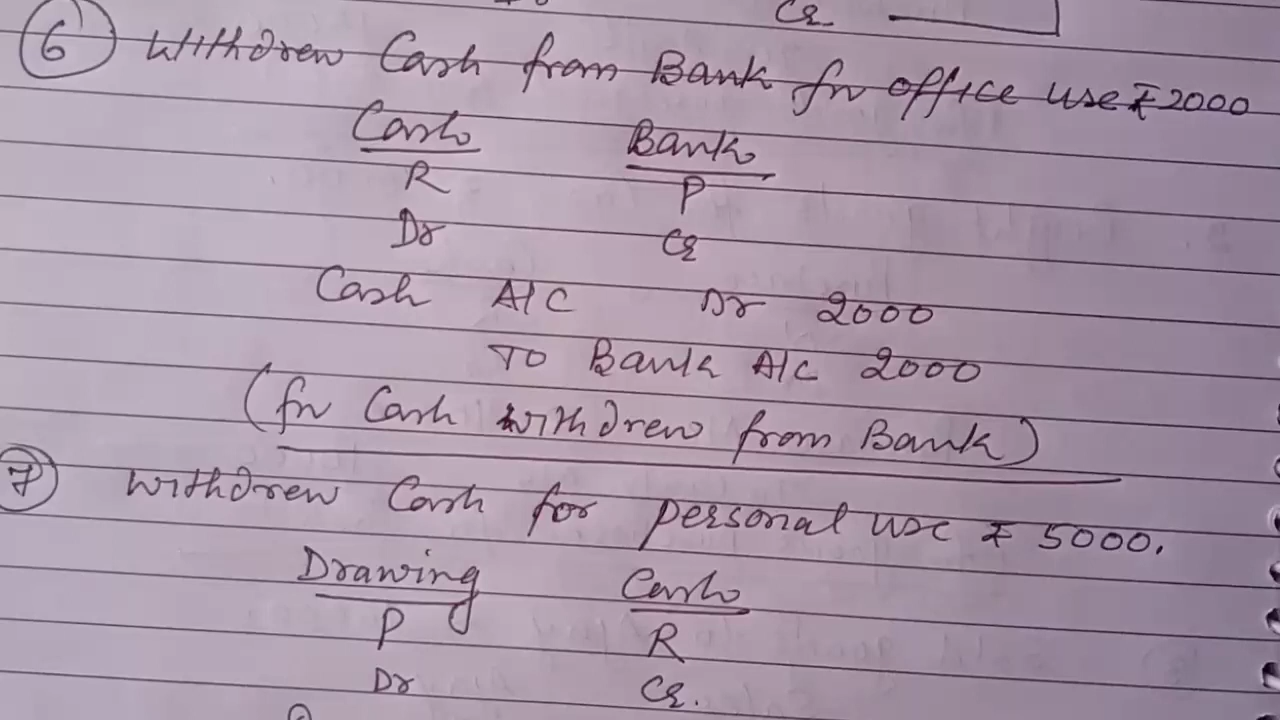 Cr
6 Withdrew Cash from Bank for office use ₹2000
Cash Bank
R P
Dr Cr
Cash A/C Dr 2000
To Bank A/C 2000
(for Cash withdrew from Bank)
7 Withdrew Cash for personal use ₹ 5000.
Drawing Cash
P R
Dr Cr.